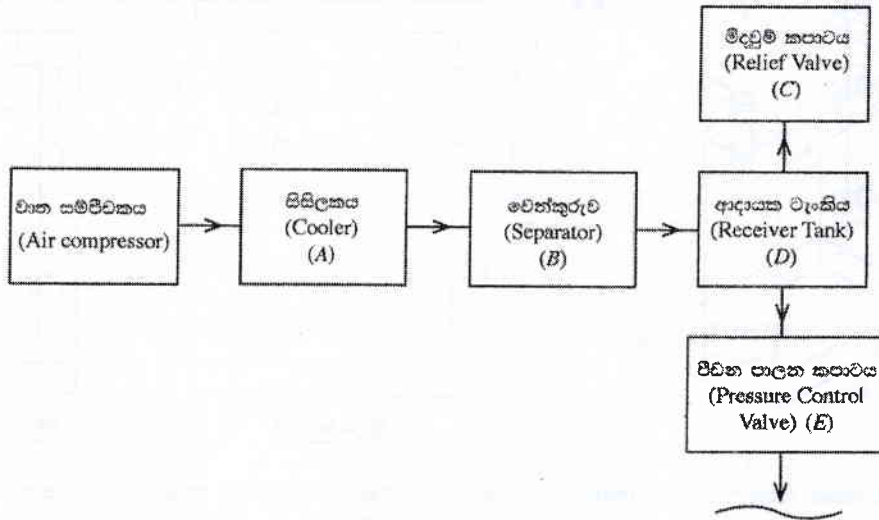 වාත සම්පීඩකය
(Air compressor)
සිසිලකය
(Cooler)
(A)
වෙන්කුරුව
(Separator)
(B)
මිදවුම් කපාටය
(Relief Valve)
(C)
ආදායක ටැංකිය
(Receiver Tank)
(D)
පීඩන පාලන කපාටය
(Pressure Control
Valve) (E)